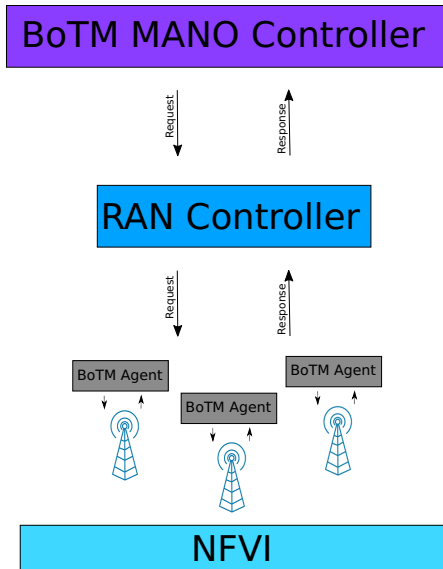 BoTM MANO Controller
Request
Response
RAN Controller
Request
Response
BoTM Agent
BoTM Agent
BoTM Agent
NFVI